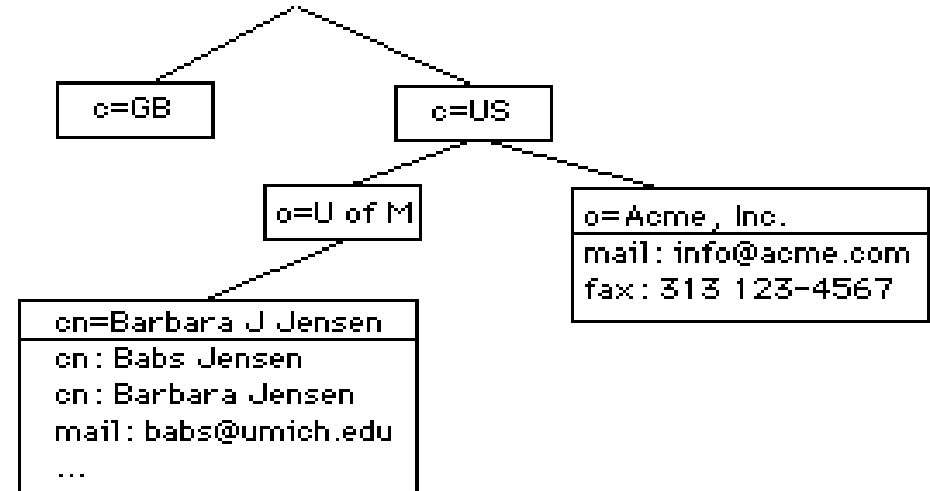 c=GB
c=US
o=U of M
o=Acme, Inc.
mail: info@acme.com
fax: 313 123-4567
cn=Barbara J Jensen
cn: Babs Jensen
cn: Barbara Jensen
mail: babs@umich.edu
...